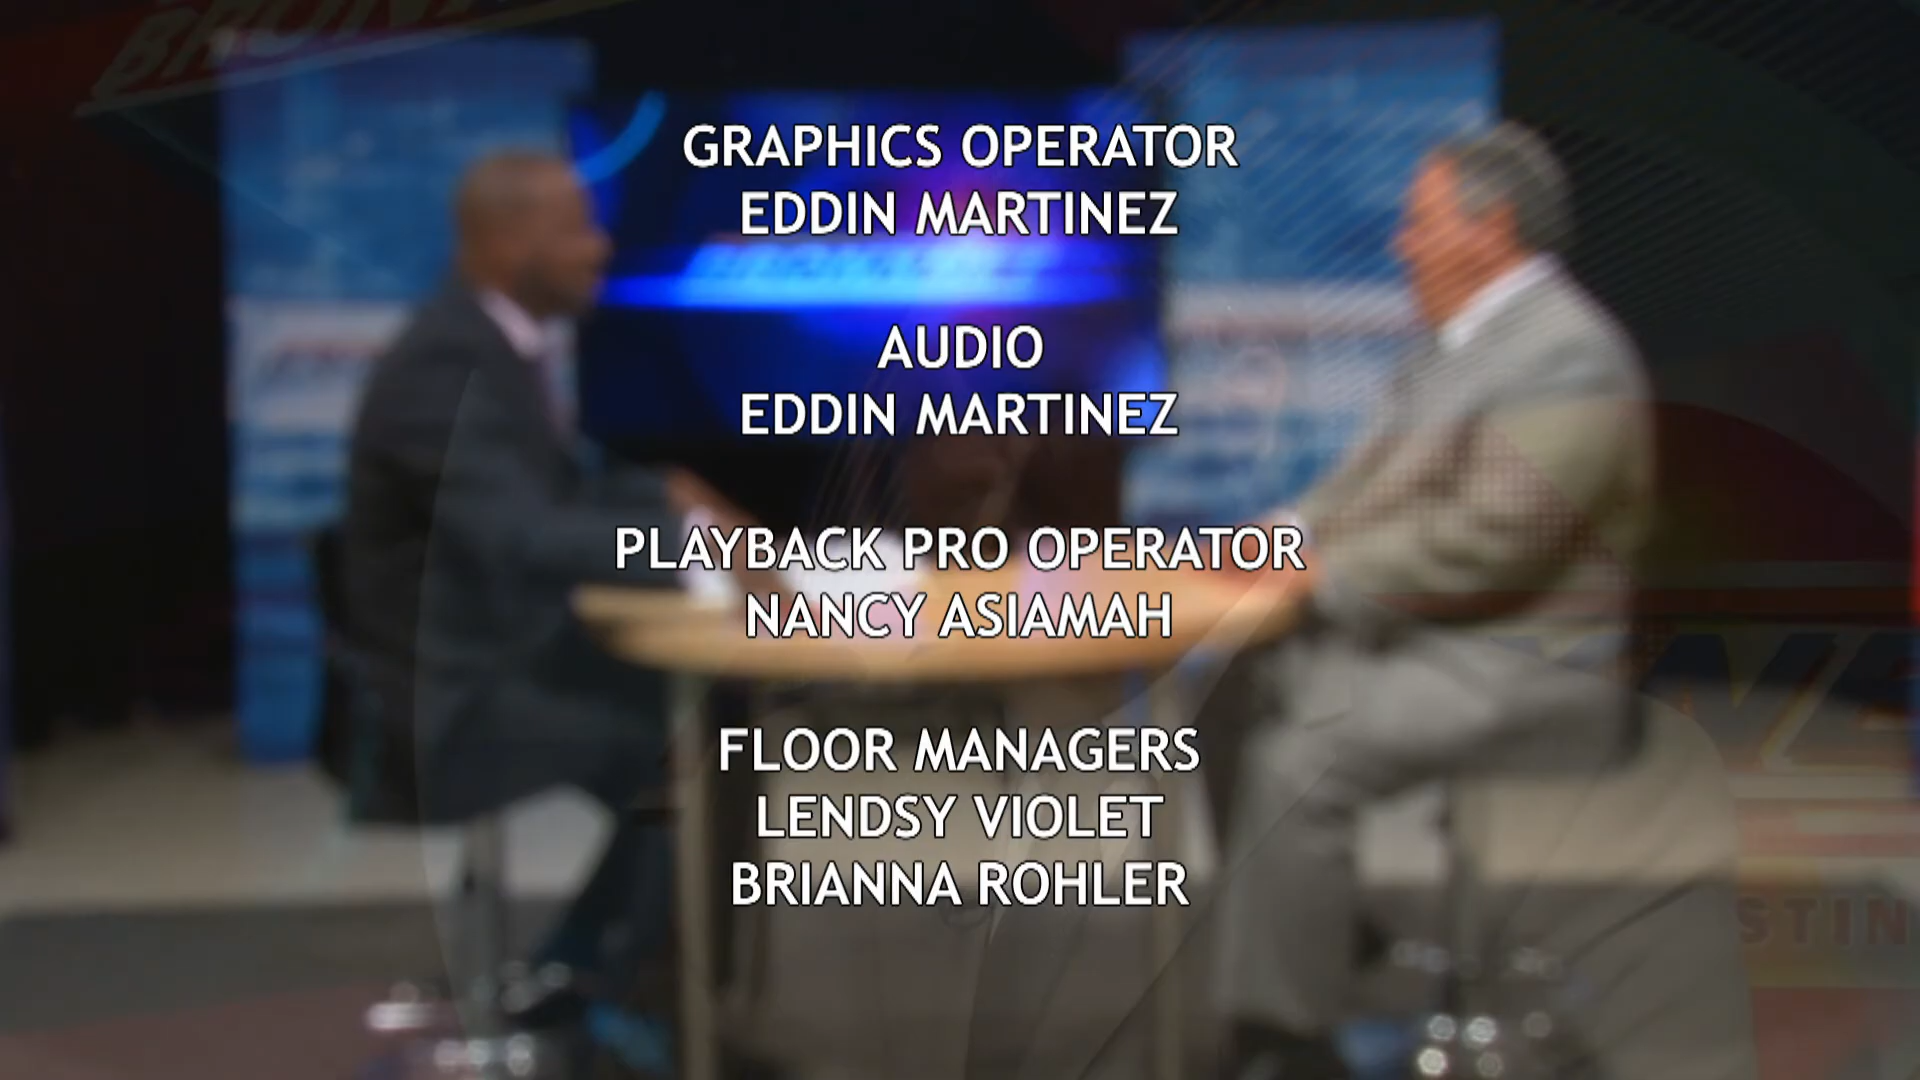 GRAPHICS OPERATOR
EDDIN MARTINEZ
AUDIO
EDDIN MARTINEZ
PLAYBACK PRO OPERATOR
NANCY ASIAMAH
FLOOR MANAGERS
LENDSY VIOLET
BRIANNA ROHLER